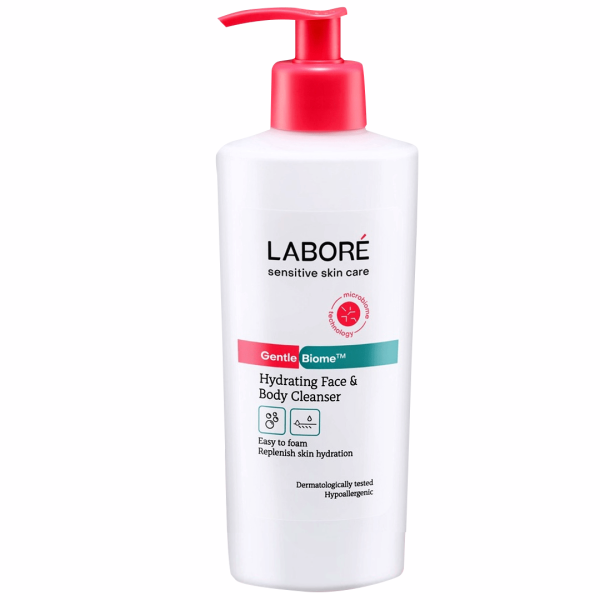 LABORÉ
sensitive skin care
microbiome
technology
Gentle Biome™
Hydrating Face &
Body Cleanser
Easy to foam
Replenish skin hydration
Dermatologically tested
Hypoallergenic